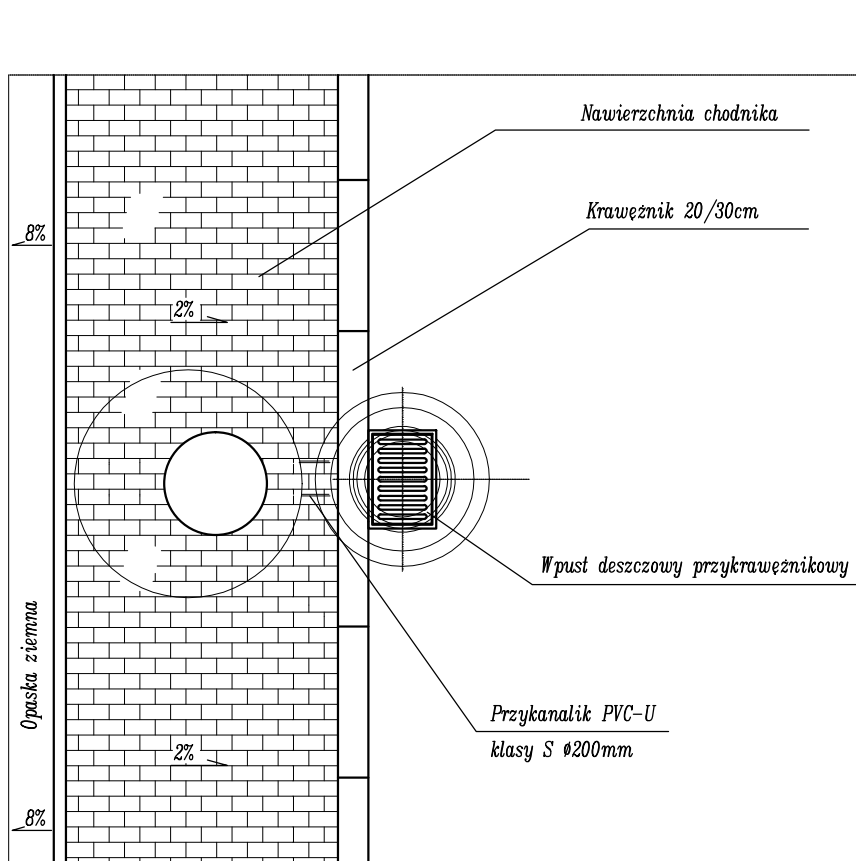 Nawierzchnia chodnika
Krawężnik 20/30cm
8%
2%
Wpust deszczowy przykrawężnikowy
Opaska ziemna
Przykanalik PVC-U
klasy S ø200mm
2%
8%